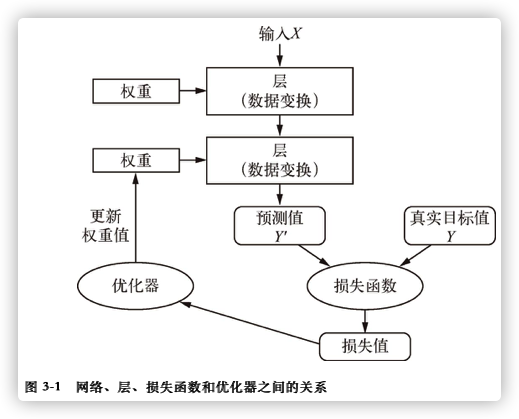 输入X
权重
层
(数据变换)
权重
层
(数据变换)
更新
权重值
预测值
Y'
真实目标值
Y
优化器
损失函数
损失值
图 3-1 网络、层、损失函数和优化器之间的关系